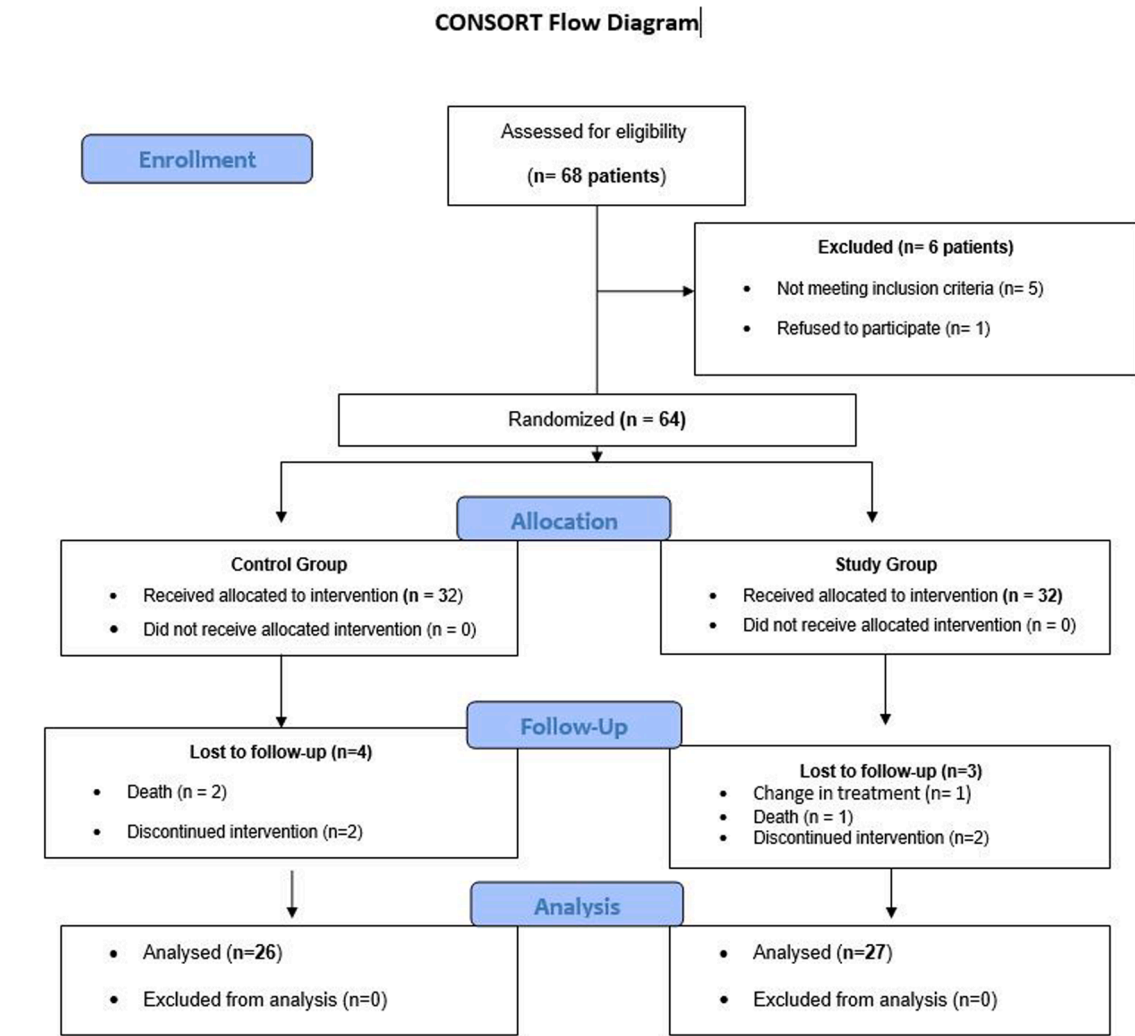 CONSORT Flow Diagram
Enrollment
Assessed for eligibility
(n= 68 patients)
Excluded (n= 6 patients)
• Not meeting inclusion criteria (n= 5)
• Refused to participate (n= 1)
Randomized (n = 64)
Allocation
Control Group
• Received allocated to intervention (n = 32)
• Did not receive allocated intervention (n = 0)
Study Group
• Received allocated to intervention (n = 32)
• Did not receive allocated intervention (n = 0)
Follow-Up
Lost to follow-up (n=4)
• Death (n = 2)
• Discontinued intervention (n=2)
Lost to follow-up (n=3)
• Change in treatment (n= 1)
• Death (n = 1)
• Discontinued intervention (n=2)
Analysis
• Analysed (n=26)
• Excluded from analysis (n=0)
• Analysed (n=27)
• Excluded from analysis (n=0)